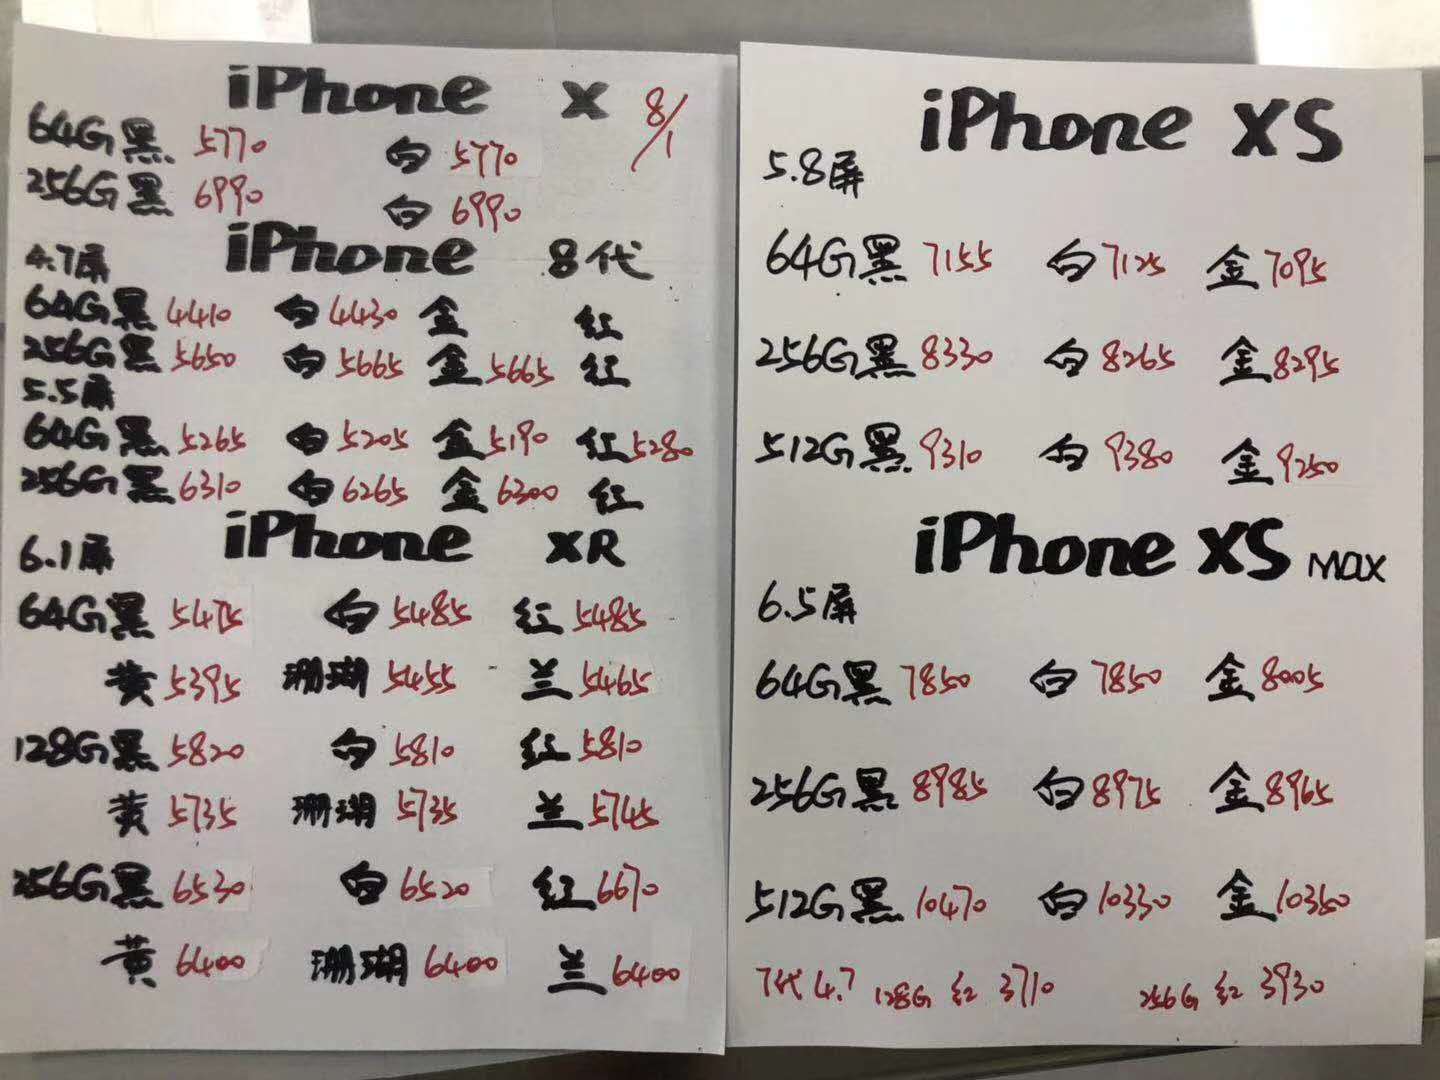 iPhone X 8/1
64G黑 5770 白 5770
256G黑 6990 白 6990
iPhone 8代
4.7屏
64G黑 4410 白 4430 金 红
256G黑 5650 白 5665 金 5665 红
5.5屏
64G黑 5265 白 5205 金 5190 红 5280
256G黑 6310 白 6265 金 6300 红
iPhone XR
6.1屏
64G黑 5475 白 5485 红 5485
黄 5395 珊瑚 5455 兰 5465
128G黑 5820 白 5810 红 5810
黄 5735 珊瑚 5735 兰 5745
256G黑 6530 白 6520 红 6670
黄 6400 珊瑚 6400 兰 6400
iPhone XS
5.8屏
64G黑 7155 白 7125 金 7095
256G黑 8330 白 8265 金 8295
512G黑 9310 白 9380 金 9250
iPhone XS MAX
6.5屏
64G黑 7850 白 7850 金 8005
256G黑 8985 白 8975 金 8965
512G黑 10470 白 10330 金 10360
7代 4.7 128G 红 3710 256G 红 3930